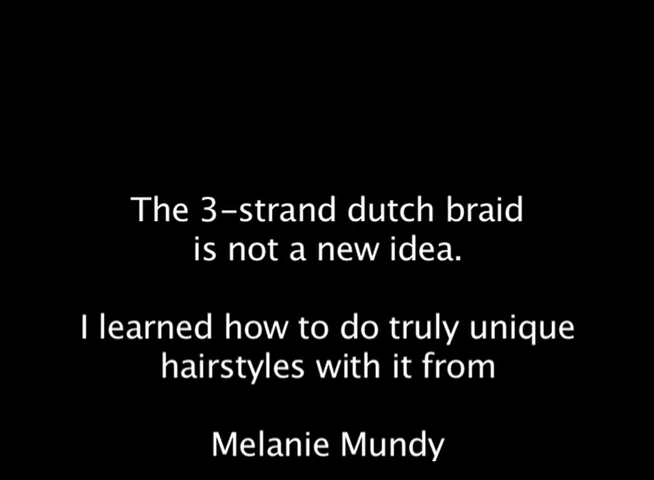 The 3-strand dutch braid
is not a new idea.
I learned how to do truly unique
hairstyles with it from
Melanie Mundy